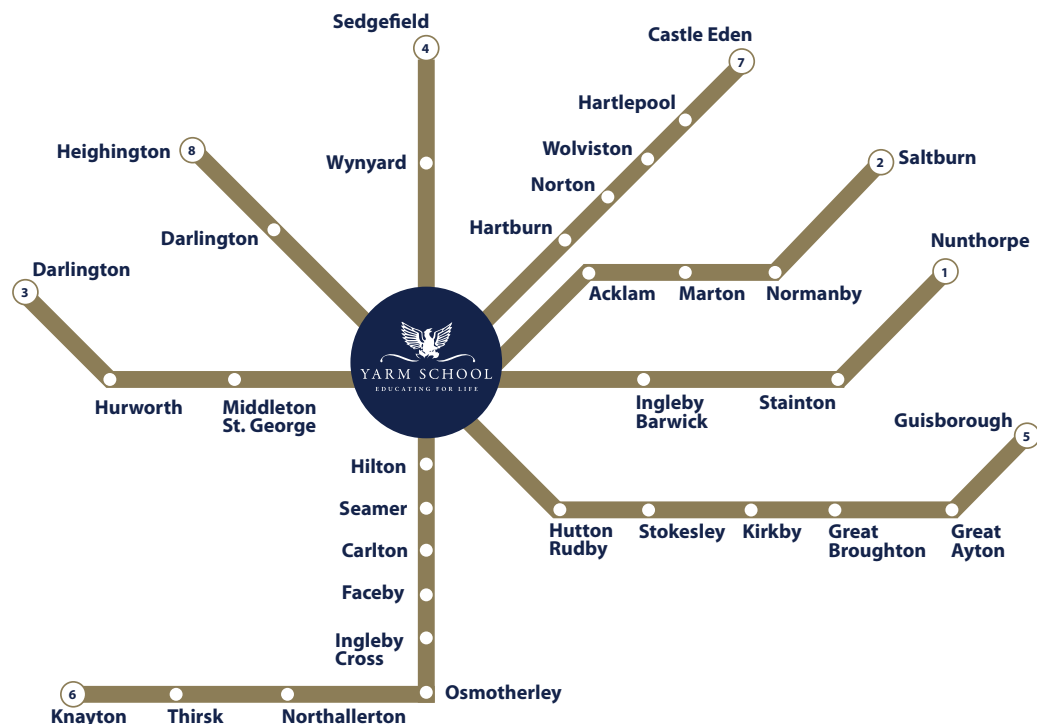 Sedgefield
4
Castle Eden
7
Hartlepool
Heighington
8
Wynyard
Wolviston
2
Saltburn
Norton
Darlington
Hartburn
Nunthorpe
1
Darlington
3
Acklam
Marton
Normanby
YARM SCHOOL
EDUCATING FOR LIFE
Hurworth
Middleton
St. George
Ingleby
Barwick
Stainton
Guisborough
5
Hilton
Seamer
Carlton
Faceby
Ingleby
Cross
Hutton
Rudby
Stokesley
Kirkby
Great
Broughton
Great
Ayton
Osmotherley
6
Knayton
Thirsk
Northallerton